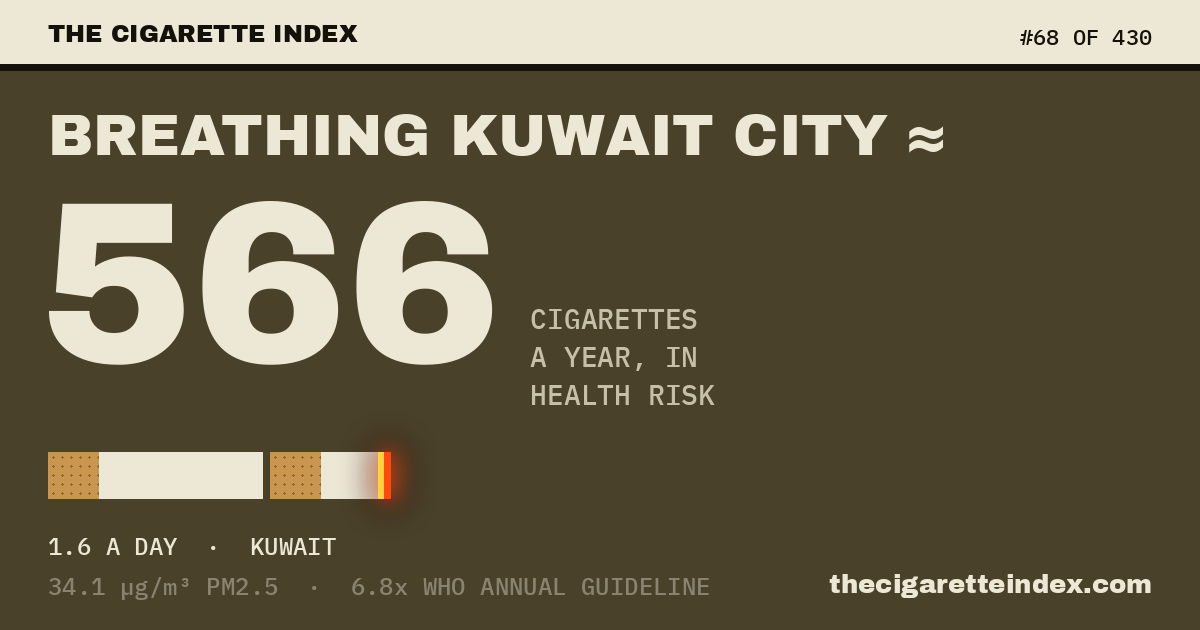 THE CIGARETTE INDEX
#68 OF 430
BREATHING KUWAIT CITY ≈
566
CIGARETTES
A YEAR, IN
HEALTH RISK
1.6 A DAY · KUWAIT
34.1 µg/m³ PM2.5 · 6.8x WHO ANNUAL GUIDELINE
thecigaretteindex.com